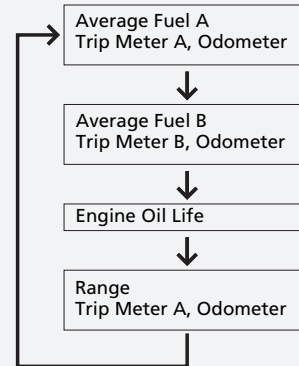 Average Fuel A
Trip Meter A, Odometer
Average Fuel B
Trip Meter B, Odometer
Engine Oil Life
Range
Trip Meter A, Odometer